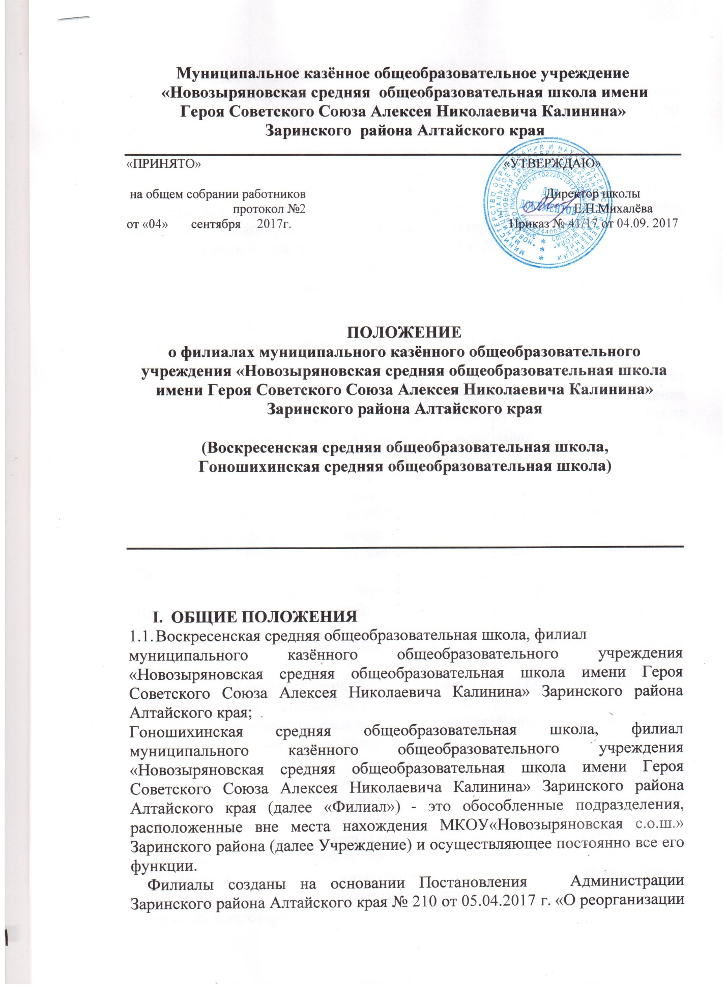 Муниципальное казённое общеобразовательное учреждение
«Новозыряновская средняя общеобразовательная школа имени
Героя Советского Союза Алексея Николаевича Калинина»
Заринского района Алтайского края
«ПРИНЯТО» «УТВЕРЖДАЮ»
на общем собрании работников Директор школы
протокол №2 Е.Н.Михалёва
от «04» сентября 2017г. Приказ № 41/17 от 04.09. 2017
ДЛЯ
ДОКУМЕНТОВ
ПОЛОЖЕНИЕ
о филиалах муниципального казённого общеобразовательного
учреждения «Новозыряновская средняя общеобразовательная школа
имени Героя Советского Союза Алексея Николаевича Калинина»
Заринского района Алтайского края
(Воскресенская средняя общеобразовательная школа,
Гоношихинская средняя общеобразовательная школа)
I. ОБЩИЕ ПОЛОЖЕНИЯ
1.1. Воскресенская средняя общеобразовательная школа, филиал
муниципального казённого общеобразовательного учреждения
«Новозыряновская средняя общеобразовательная школа имени Героя
Советского Союза Алексея Николаевича Калинина» Заринского района
Алтайского края;
Гоношихинская средняя общеобразовательная школа, филиал
муниципального казённого общеобразовательного учреждения
«Новозыряновская средняя общеобразовательная школа имени Героя
Советского Союза Алексея Николаевича Калинина» Заринского района
Алтайского края (далее «Филиал») - это обособленные подразделения,
расположенные вне места нахождения МКОУ«Новозыряновская с.о.ш.»
Заринского района (далее Учреждение) и осуществляющее постоянно все его
функции.
Филиалы созданы на основании Постановления Администрации
Заринского района Алтайского края № 210 от 05.04.2017 г. «О реорганизации